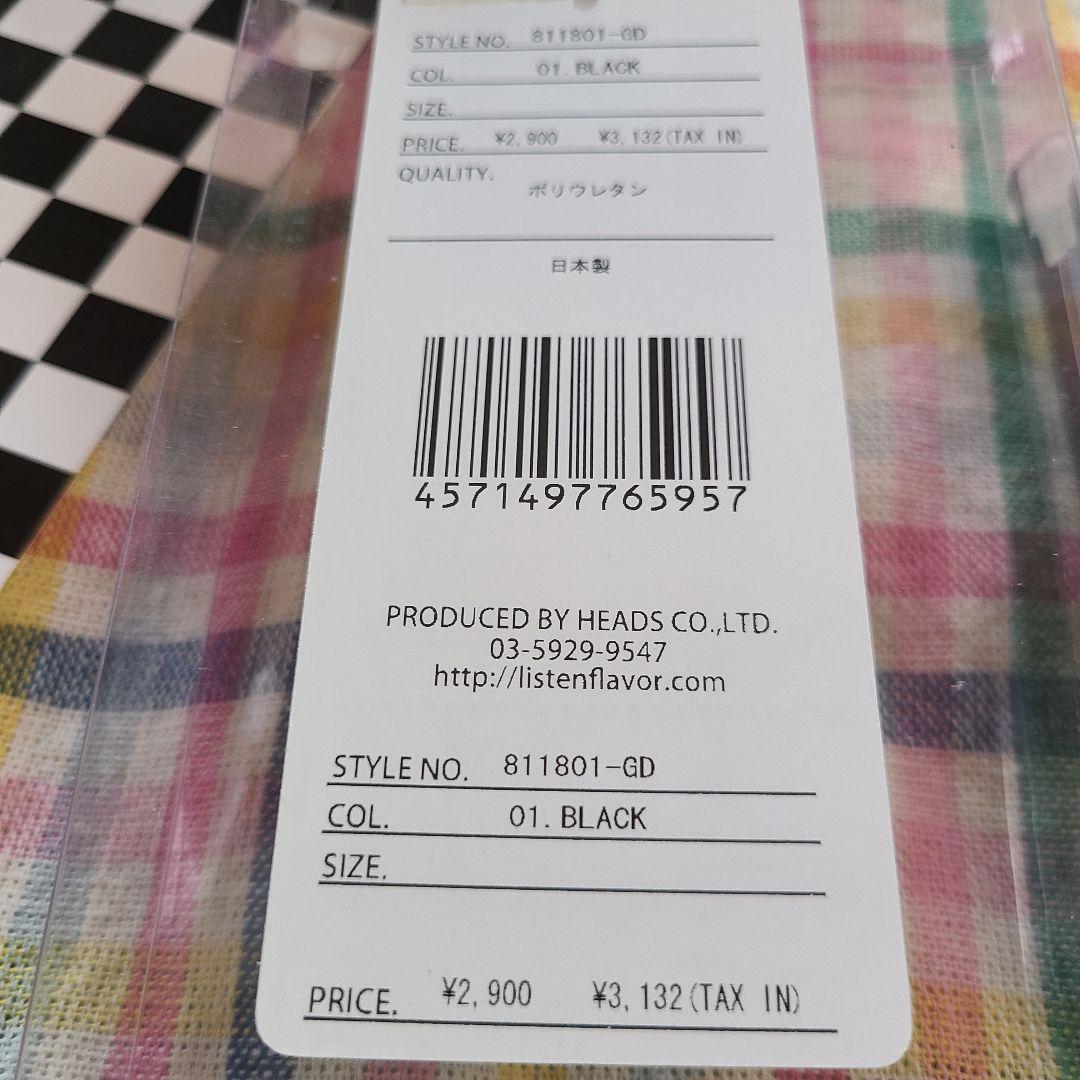 STYLE NO. 811801-GD
COL. 01. BLACK
SIZE.
PRICE. ¥2,900 ¥3,132(TAX IN)
QUALITY.
ポリウレタン
日本製
4571497765957
PRODUCED BY HEADS CO.,LTD.
03-5929-9547
http://listenflavor.com
STYLE NO. 811801-GD
COL. 01. BLACK
SIZE.
PRICE. ¥2,900 ¥3,132(TAX IN)